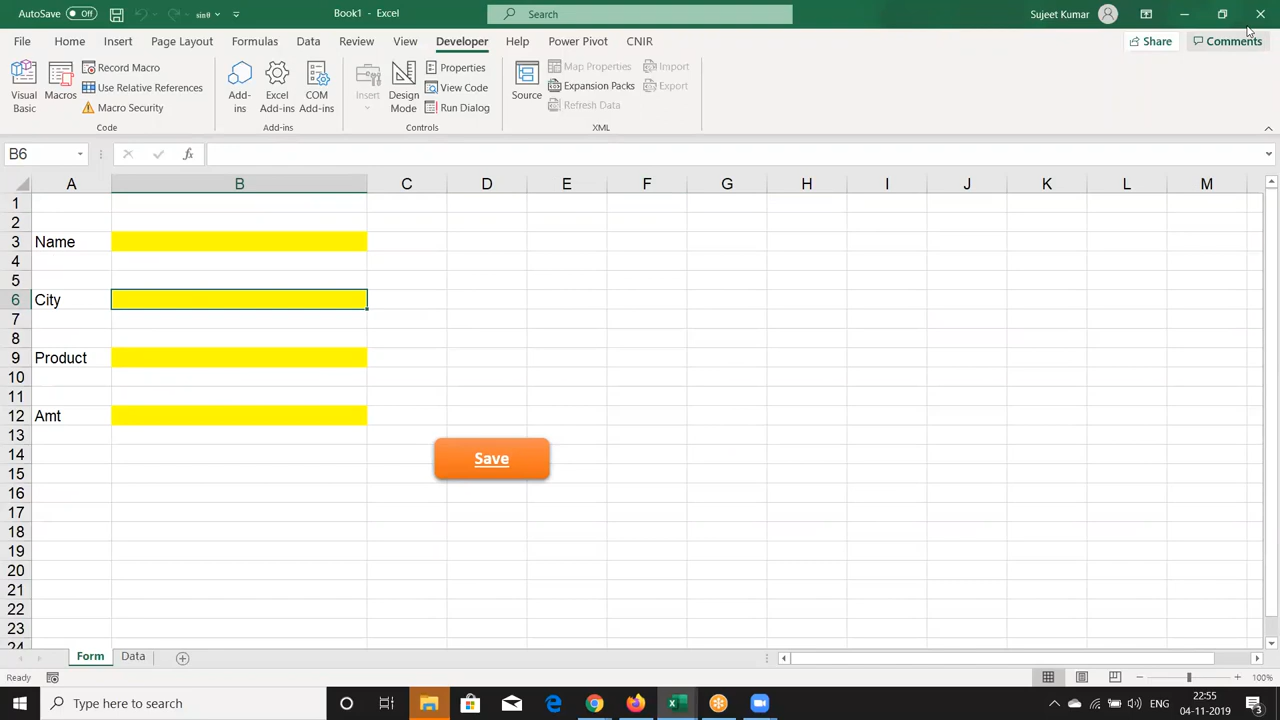 AutoSave Off sinθ Book1 - Excel Search Sujeet Kumar
File Home Insert Page Layout Formulas Data Review View Developer Help Power Pivot CNIR Share Comments
Visual Basic
Macros
Record Macro
Use Relative References
Macro Security
Code
Add-ins
Excel Add-ins
COM Add-ins
Add-ins
Insert
Design Mode
Properties
View Code
Run Dialog
Controls
Source
Map Properties
Expansion Packs
Refresh Data
Import
Export
XML
B6 fx
A B C D E F G H I J K L M
1
2
3 Name
4
5
6 City
7
8
9 Product
10
11
12 Amt
13
14 Save
15
16
17
18
19
20
21
22
23
24
Form Data
Ready 100%
Type here to search ENG 22:55
04-11-2019 3